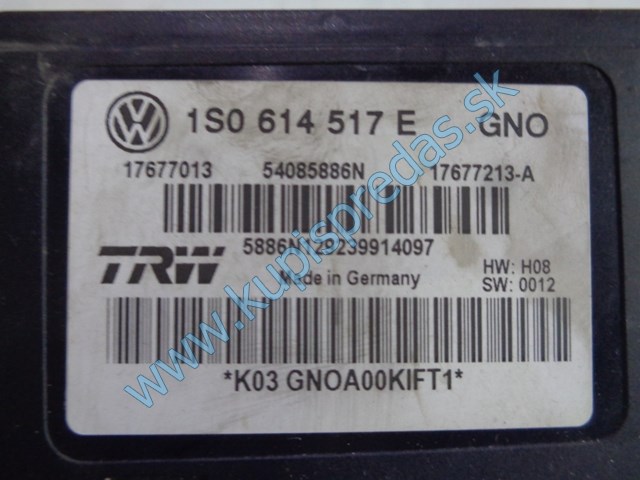 1S0 614 517 E GNO
17677013 54085886N 17677213-A
5886N129239914097
TRW Made in Germany HW: H08
SW: 0012
*K03 GNOA00KIFT1*
www.kupispredas.sk